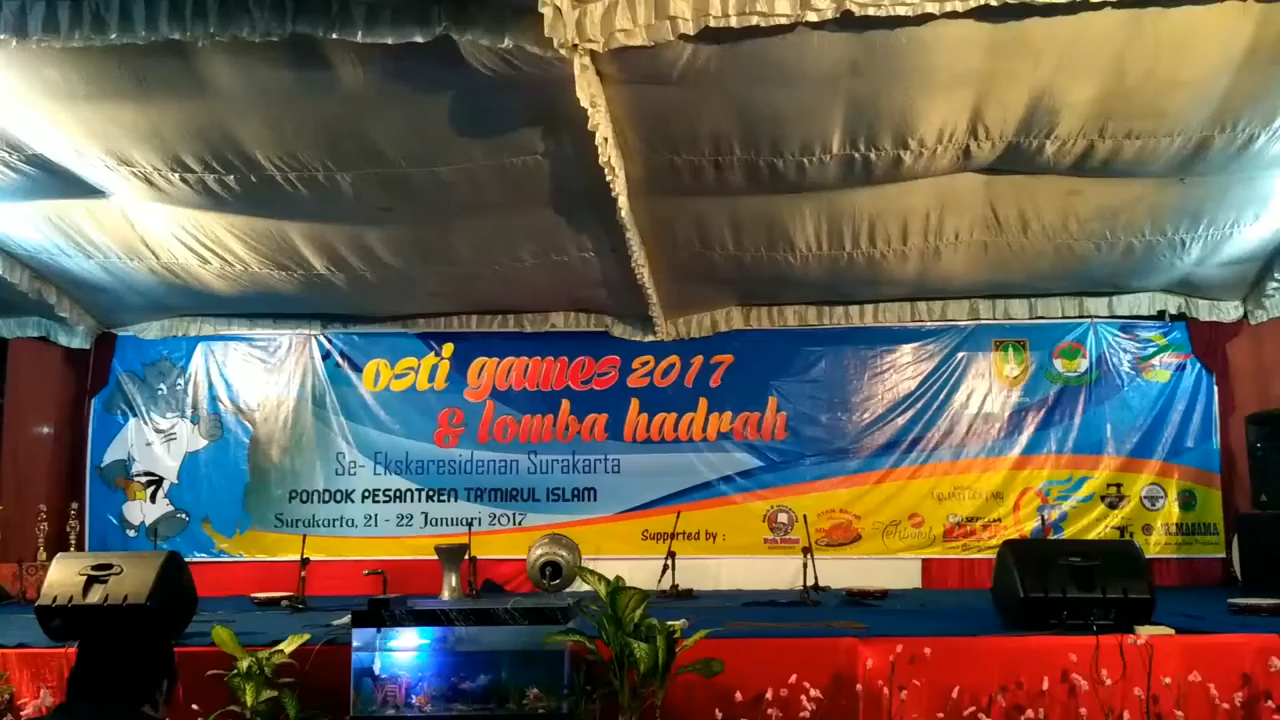 osti games 2017
& lomba hadrah
Se- Ekskaresidenan Surakarta
PONDOK PESANTREN TA'MIRUL ISLAM
Surakarta, 21 - 22 Januari 2017
Supported by :